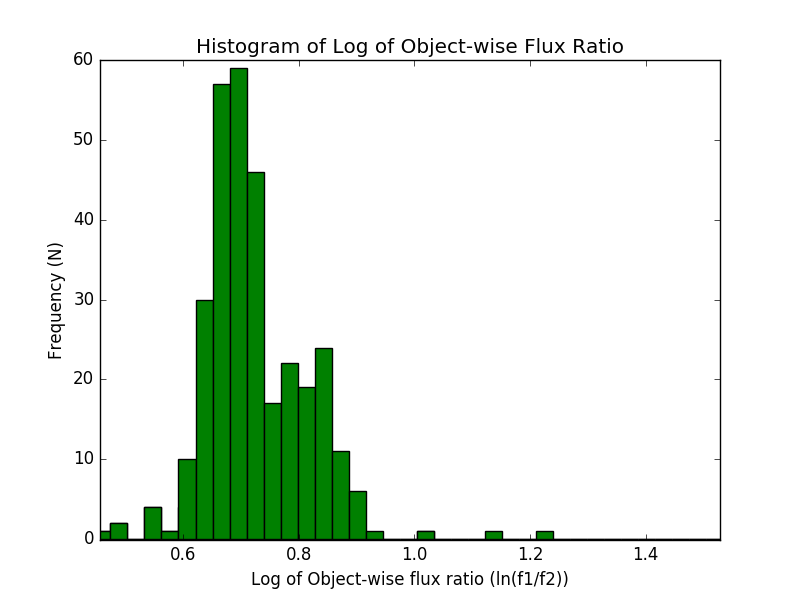 Histogram of Log of Object-wise Flux Ratio
60
50
40
30
20
10
0
Frequency (N)
0.6 0.8 1.0 1.2 1.4
Log of Object-wise flux ratio (ln(f1/f2))